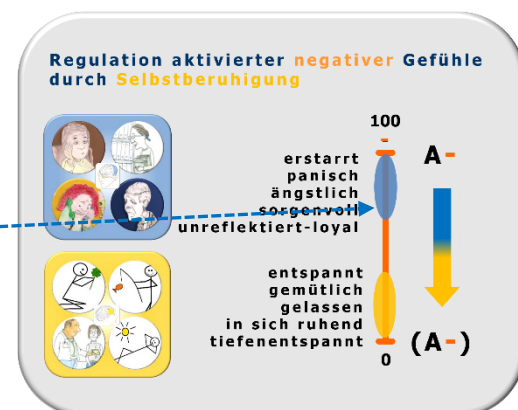 Regulation aktivierter negativer Gefühle
durch Selbstberuhigung
100
-
A-
erstarrt
panisch
ängstlich
sorgenvoll
unreflektiert-loyal
entspannt
gemütlich
gelassen
in sich ruhend
tiefenentspannt
(A-)
0